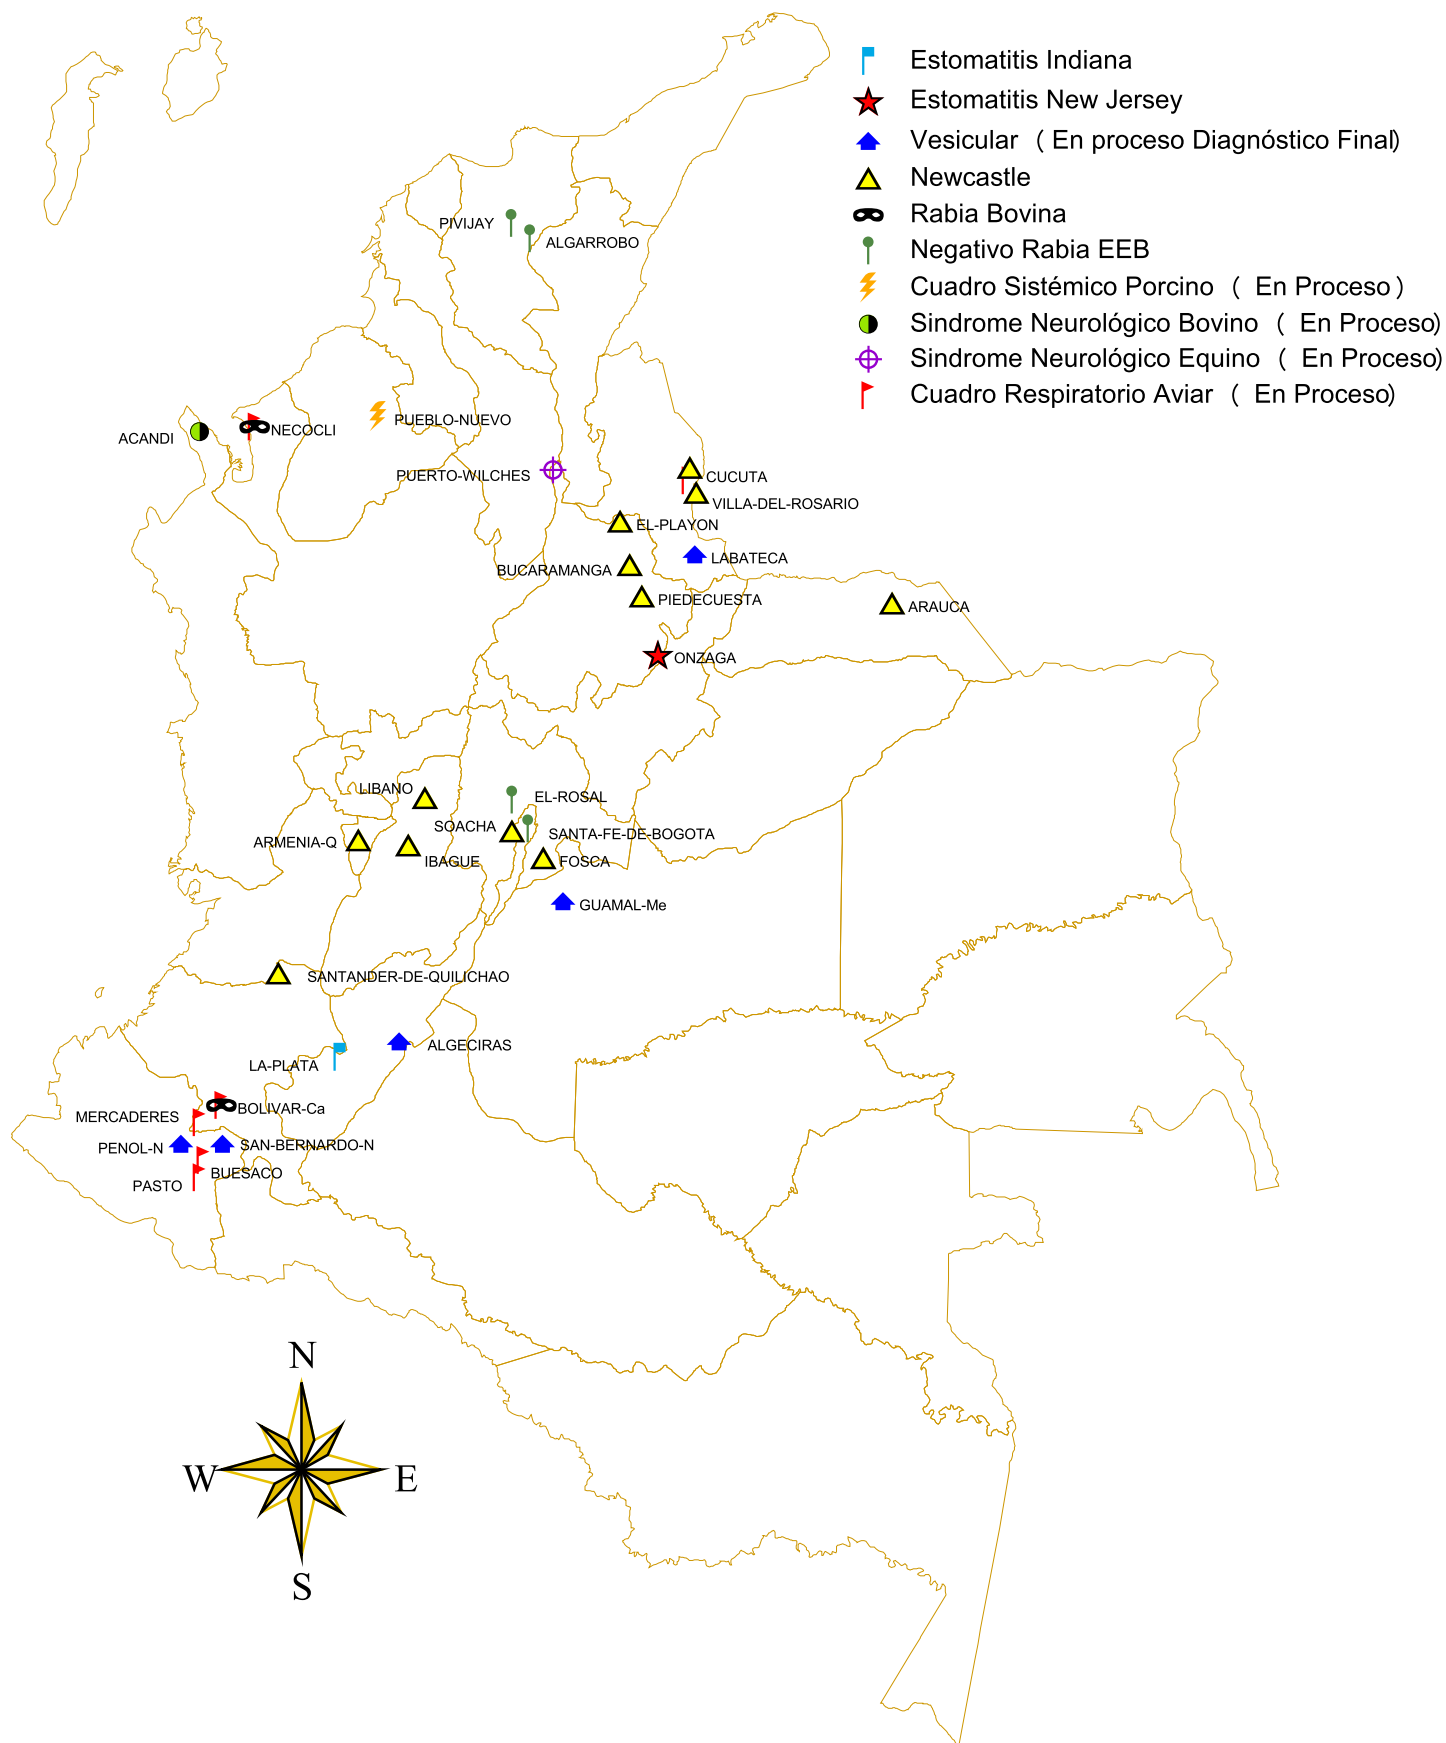 Estomatitis Indiana
Estomatitis New Jersey
Vesicular ( En proceso Diagnóstico Final)
Newcastle
Rabia Bovina
Negativo Rabia EEB
Cuadro Sistémico Porcino ( En Proceso )
Sindrome Neurológico Bovino ( En Proceso)
Sindrome Neurológico Equino ( En Proceso)
Cuadro Respiratorio Aviar ( En Proceso)
PIVIJAY
ALGARROBO
PUEBLO-NUEVO
NECOCLI
ACANDI
PUERTO-WILCHES
CUCUTA
VILLA-DEL-ROSARIO
EL-PLAYON
LABATECA
BUCARAMANGA
PIEDECUESTA
ARAUCA
ONZAGA
LIBANO
EL-ROSAL
SOACHA
SANTA-FE-DE-BOGOTA
ARMENIA-Q
IBAGUE
FOSCA
GUAMAL-Me
SANTANDER-DE-QUILICHAO
ALGECIRAS
LA-PLATA
BOLIVAR-Ca
MERCADERES
SAN-BERNARDO-N
PENOL-N
BUESACO
PASTO
N
W
E
S